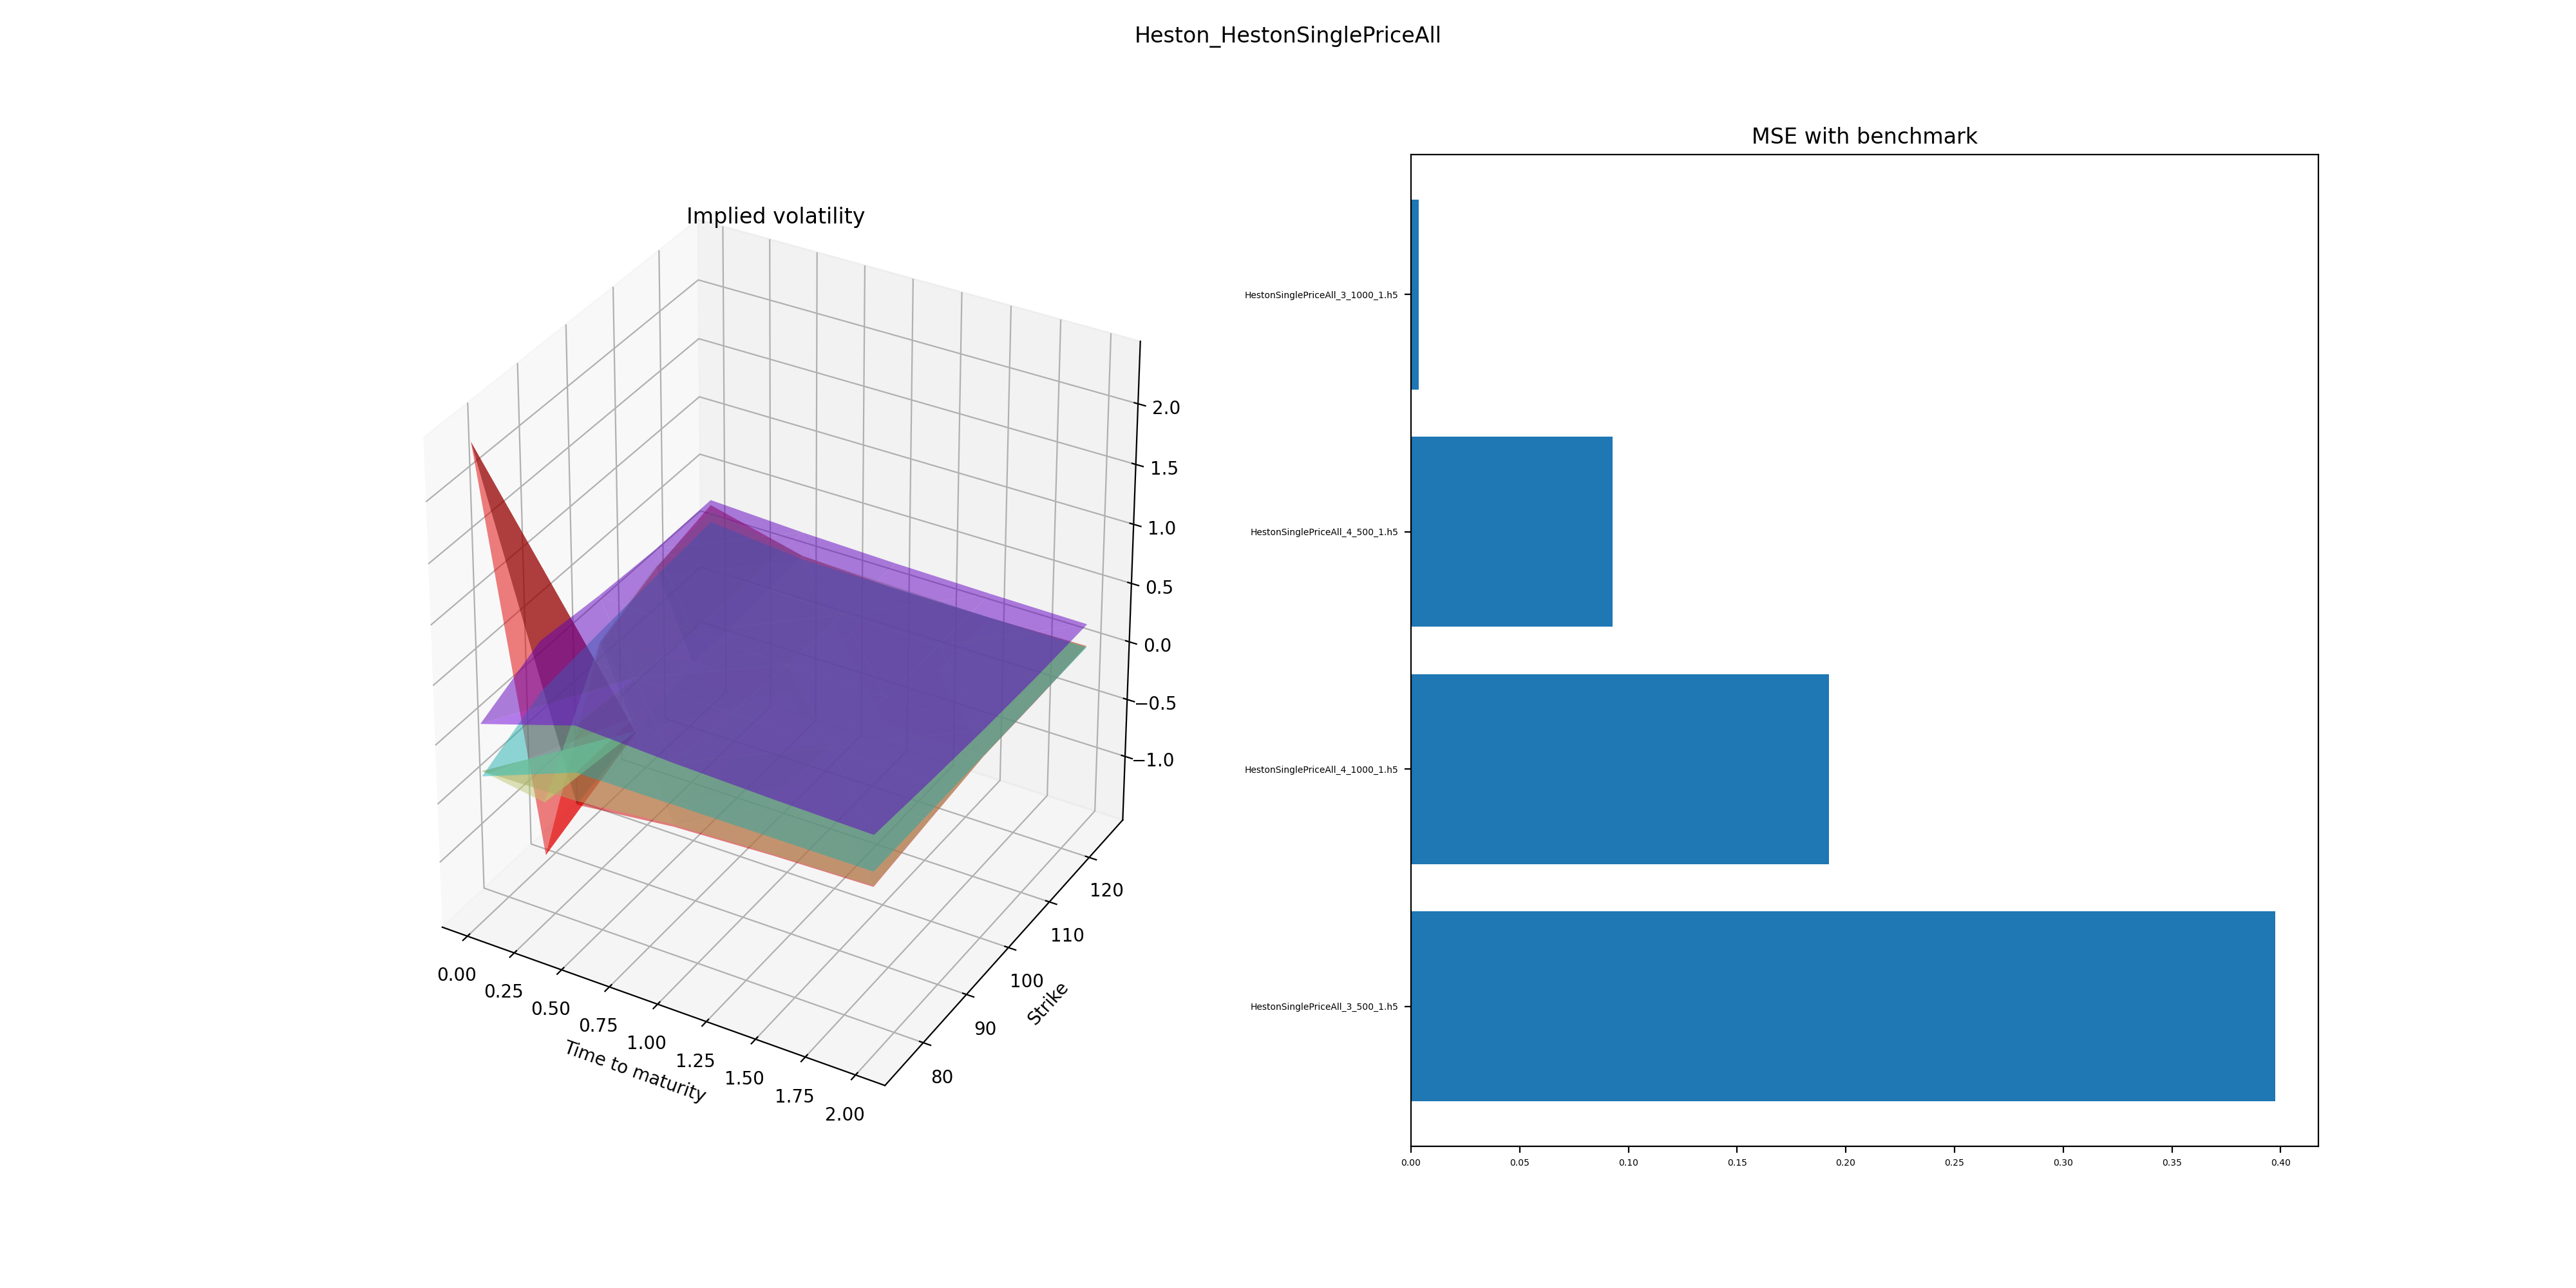 Heston_HestonSinglePriceAll
Implied volatility
2.0
1.5
1.0
0.5
0.0
−0.5
−1.0
120
110
100
90
80
Strike
0.00
0.25
0.50
0.75
1.00
1.25
1.50
1.75
2.00
Time to maturity
MSE with benchmark
HestonSinglePriceAll_3_1000_1.h5
HestonSinglePriceAll_4_500_1.h5
HestonSinglePriceAll_4_1000_1.h5
HestonSinglePriceAll_3_500_1.h5
0.00 0.05 0.10 0.15 0.20 0.25 0.30 0.35 0.40